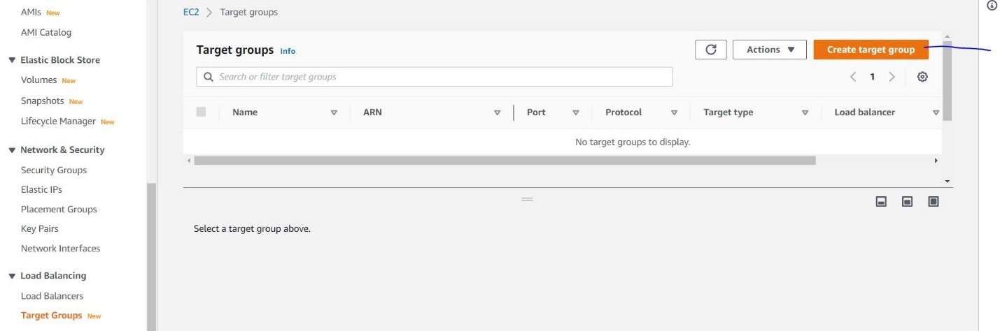 AMIs New
AMI Catalog
Elastic Block Store
Volumes New
Snapshots New
Lifecycle Manager New
Network & Security
Security Groups
Elastic IPs
Placement Groups
Key Pairs
Network Interfaces
Load Balancing
Load Balancers
Target Groups New
EC2 > Target groups
Target groups Info
Actions
Create target group
Search or filter target groups
1
Name ARN Port Protocol Target type Load balancer
No target groups to display.
Select a target group above.